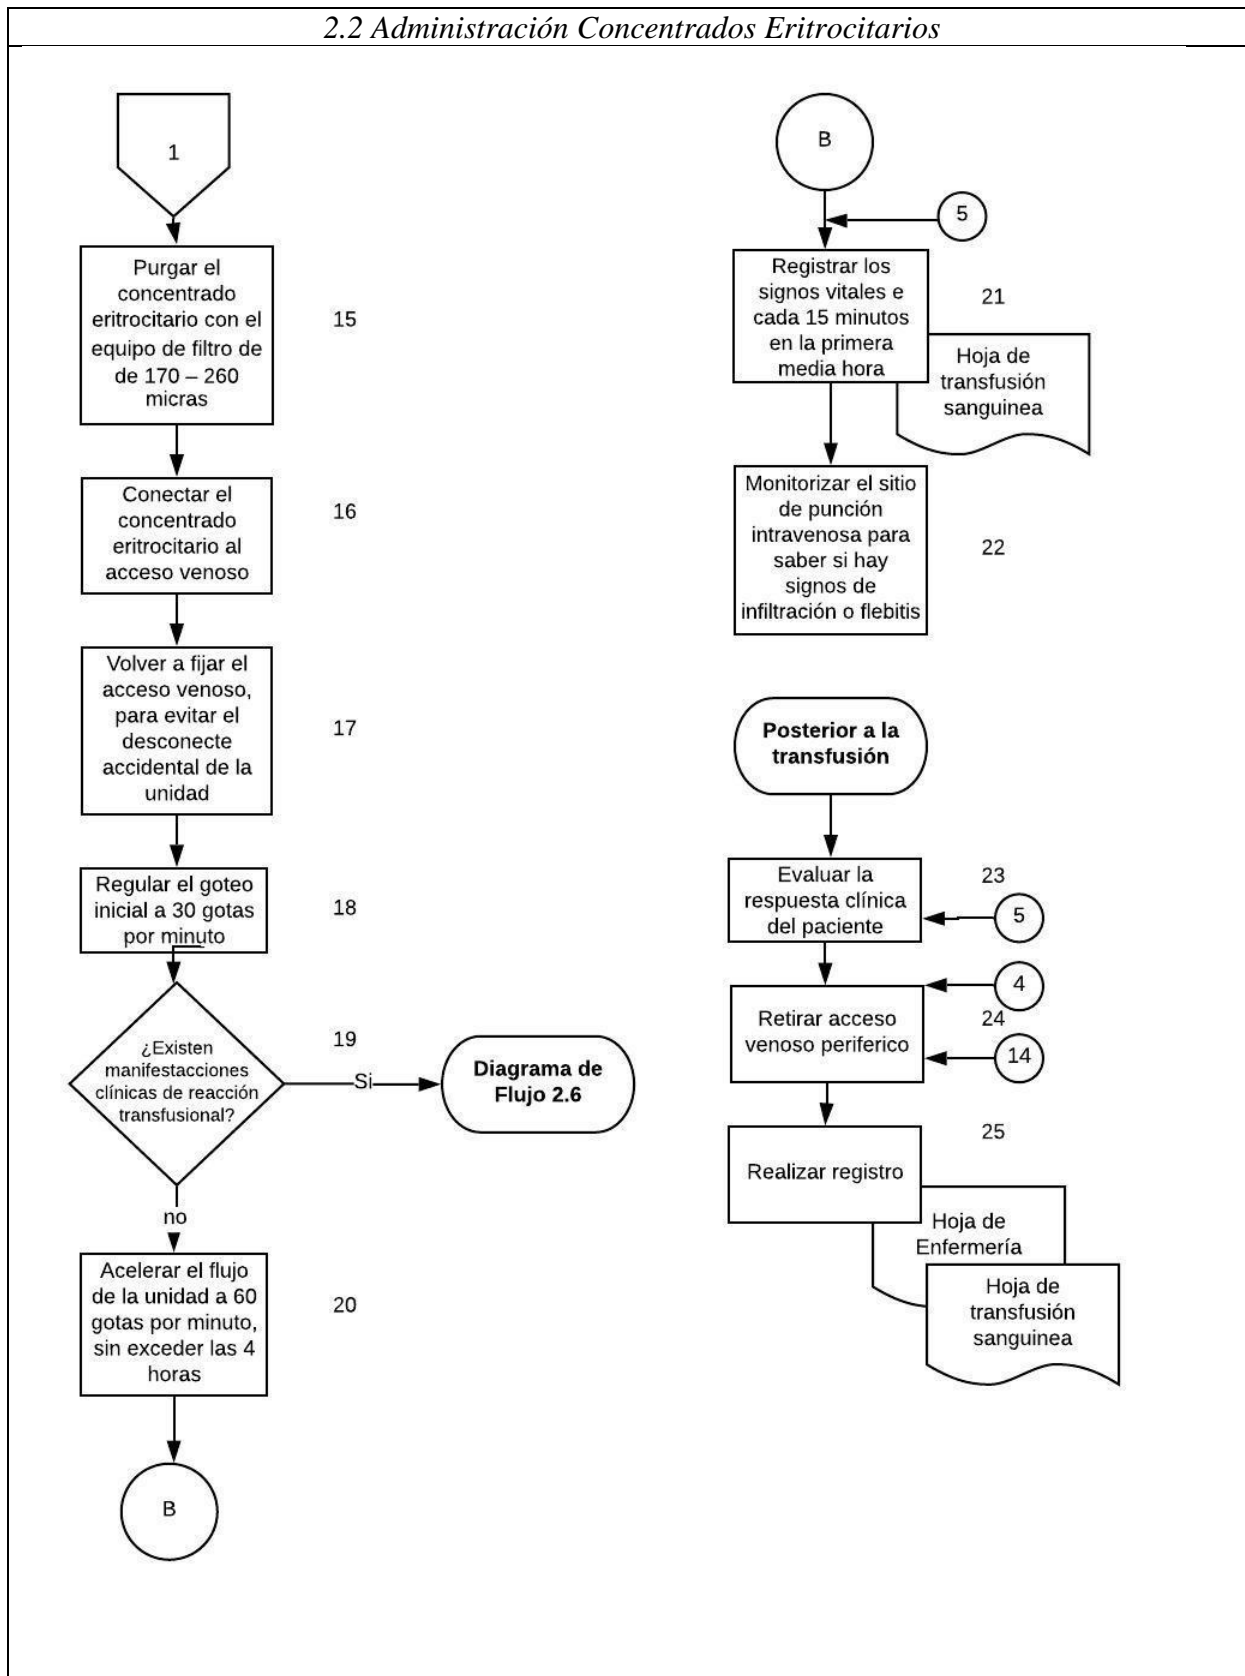 2.2 Administración Concentrados Eritrocitarios
1
Purgar el
concentrado
eritrocitario con el
equipo de filtro de
de 170 – 260
micras
15
Conectar el
concentrado
eritrocitario al
acceso venoso
16
Volver a fijar el
acceso venoso,
para evitar el
desconecte
accidental de la
unidad
17
Regular el goteo
inicial a 30 gotas
por minuto
18
¿Existen
manifestacciones
clínicas de reacción
transfusional?
19
Si
Diagrama de
Flujo 2.6
no
Acelerar el flujo
de la unidad a 60
gotas por minuto,
sin exceder las 4
horas
20
B
B
5
Registrar los
signos vitales e
cada 15 minutos
en la primera
media hora
21
Hoja de
transfusión
sanguinea
Monitorizar el sitio
de punción
intravenosa para
saber si hay
signos de
infiltración o flebitis
22
Posterior a la
transfusión
Evaluar la
respuesta clínica
del paciente
23
5
4
Retirar acceso
venoso periferico
24
14
Realizar registro
25
Hoja de
Enfermería
Hoja de
transfusión
sanguinea